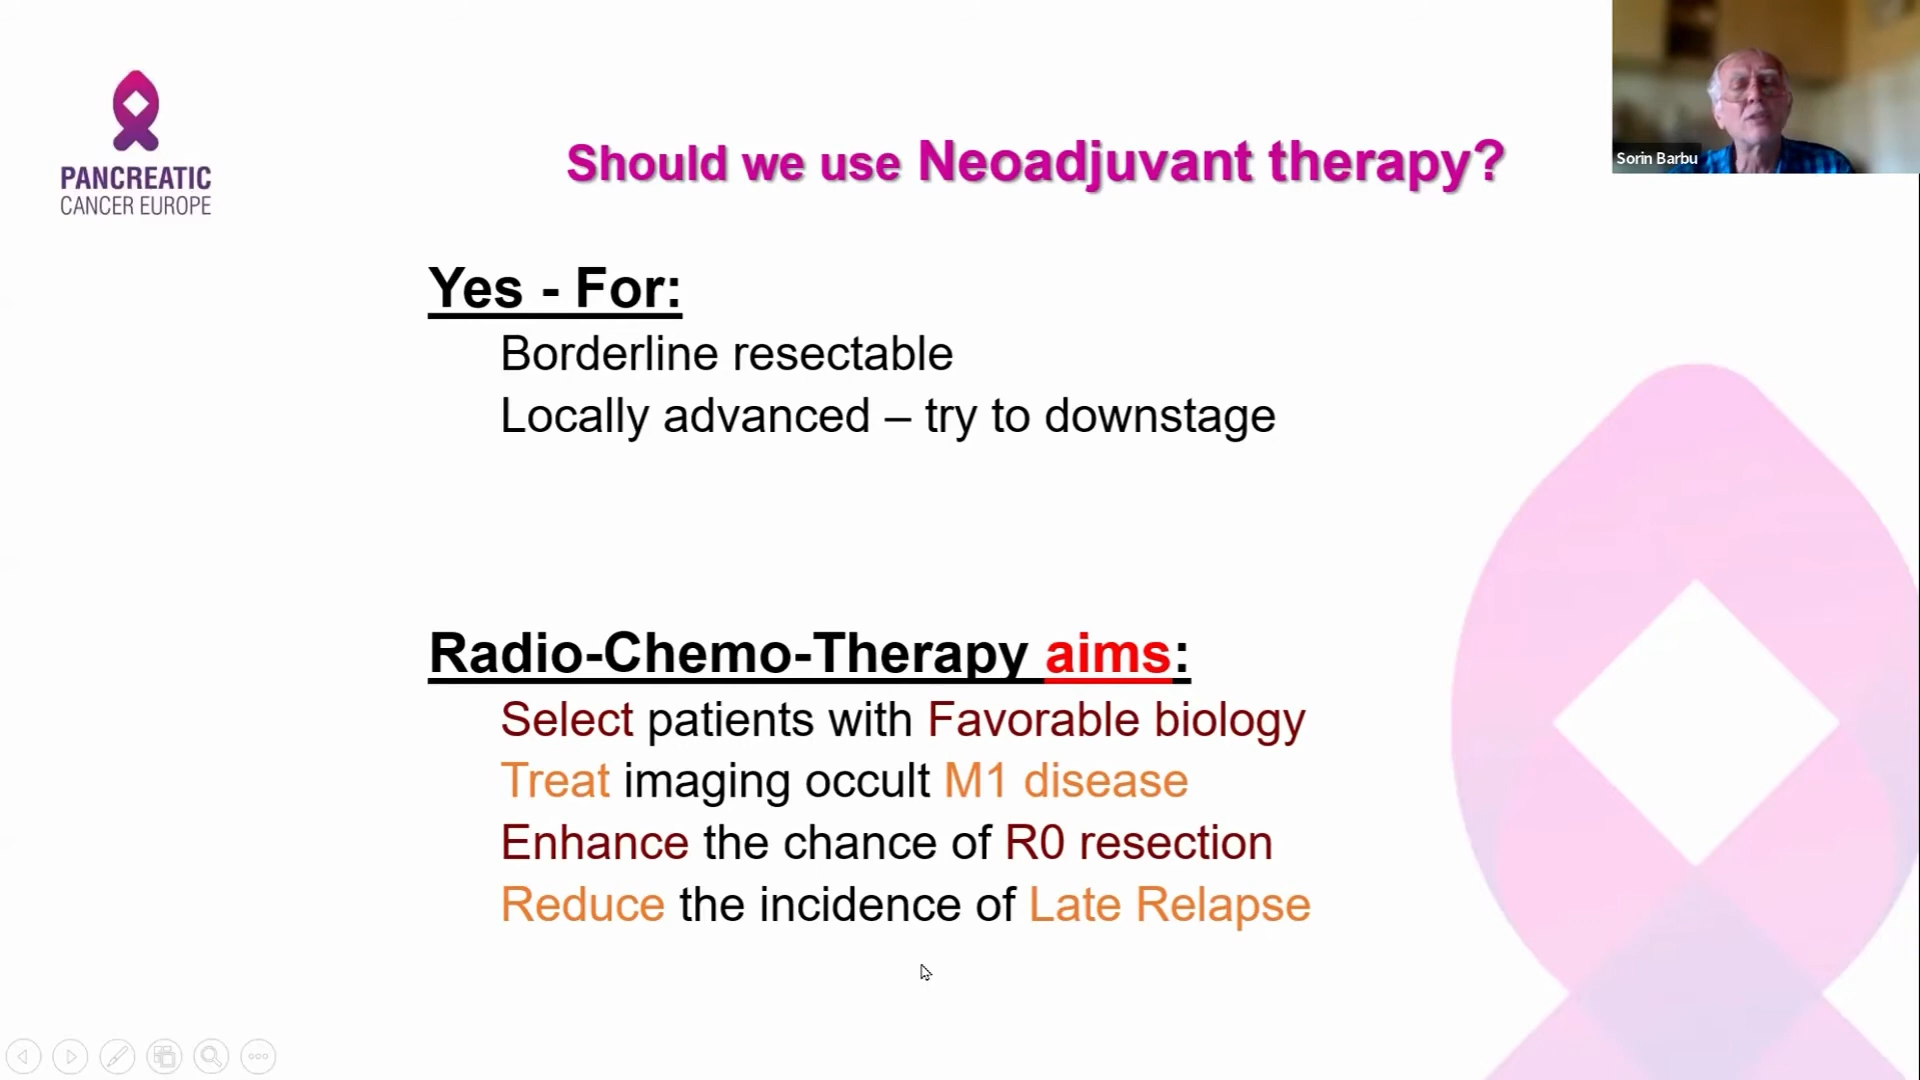 PANCREATIC
CANCER EUROPE
Should we use Neoadjuvant therapy?
Sorin Barbu
Yes - For:
Borderline resectable
Locally advanced – try to downstage
Radio-Chemo-Therapy aims:
Select patients with Favorable biology
Treat imaging occult M1 disease
Enhance the chance of R0 resection
Reduce the incidence of Late Relapse